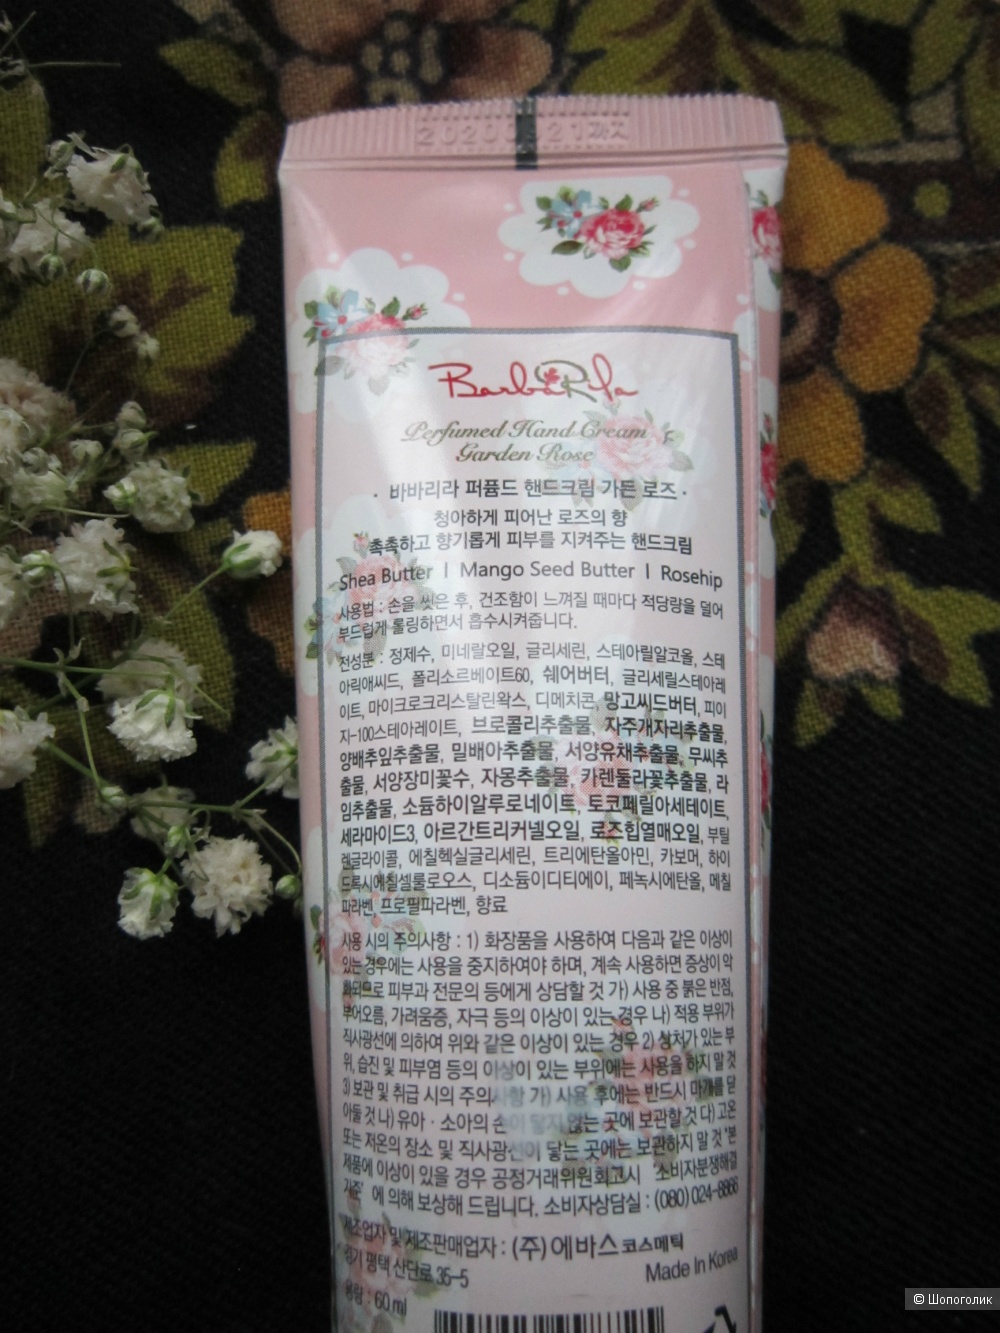 2020 21까지
BarbaRila
Perfumed Hand Cream
Garden Rose
· 바바리라 퍼퓸드 핸드크림 가든 로즈 ·
청아하게 피어난 로즈의 향
촉촉하고 향기롭게 피부를 지켜주는 핸드크림
Shea Butter I Mango Seed Butter I Rosehip
사용법 : 손을 씻은 후, 건조함이 느껴질 때마다 적당량을 덜어
부드럽게 롤링하면서 흡수시켜줍니다.
전성분 : 정제수, 미네랄오일, 글리세린, 스테아릴알코올, 스테
아릭애씨드, 폴리소르베이트60, 쉐어버터, 글리세릴스테아레
이트, 마이크로크리스탈린왁스, 디메치콘, 망고씨드버터, 피이
지-100스테아레이트, 브로콜리추출물, 자주개자리추출물,
양배추잎추출물, 밀배아추출물, 서양유채추출물, 무씨추
출물, 서양장미꽃수, 자몽추출물, 카렌둘라꽃추출물, 라
임추출물, 소듐하이알루로네이트, 토코페릴아세테이트,
세라마이드3, 아르간트리커넬오일, 로즈힙열매오일, 부틸
렌글라이콜, 에칠헥실글리세린, 트리에탄올아민, 카보머, 하이
드록시에칠셀룰로오스, 디소듐이디티에이, 페녹시에탄올, 메칠
파라벤, 프로필파라벤, 향료
사용 시의 주의사항 : 1) 화장품을 사용하여 다음과 같은 이상이
있는 경우에는 사용을 중지하여야 하며, 계속 사용하면 증상이 악
화되므로 피부과 전문의 등에게 상담할 것 가) 사용 중 붉은 반점,
부어오름, 가려움증, 자극 등의 이상이 있는 경우 나) 적용 부위가
직사광선에 의하여 위와 같은 이상이 있는 경우 2) 상처가 있는 부
위, 습진 및 피부염 등의 이상이 있는 부위에는 사용을 하지 말 것
3) 보관 및 취급 시의 주의사항 가) 사용 후에는 반드시 마개를 닫
아둘 것 나) 유아 · 소아의 손이 닿지 않는 곳에 보관할 것 다) 고온
또는 저온의 장소 및 직사광선이 닿는 곳에는 보관하지 말 것 "본
제품에 이상이 있을 경우 공정거래위원회고시 '소비자분쟁해결
기준' 에 의해 보상해 드립니다. 소비자상담실 : (080) 024-8866
제조업자 및 제조판매업자 : (주)에바스코스메틱
경기 평택 산단로 35-5
Made In Korea
용량 : 60 ml
© Шопоголик